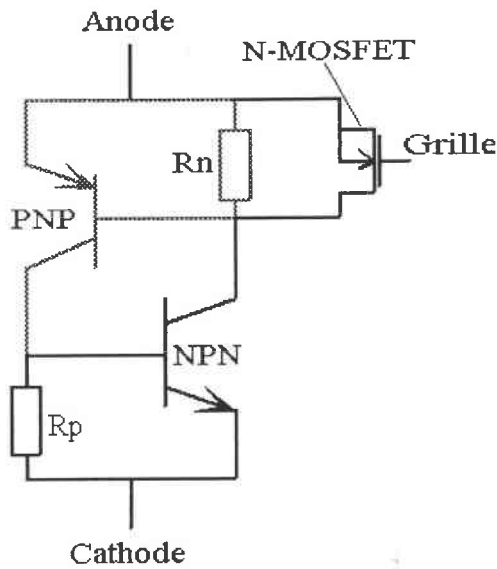 Anode
N-MOSFET
Grille
Rn
PNP
NPN
Rp
Cathode